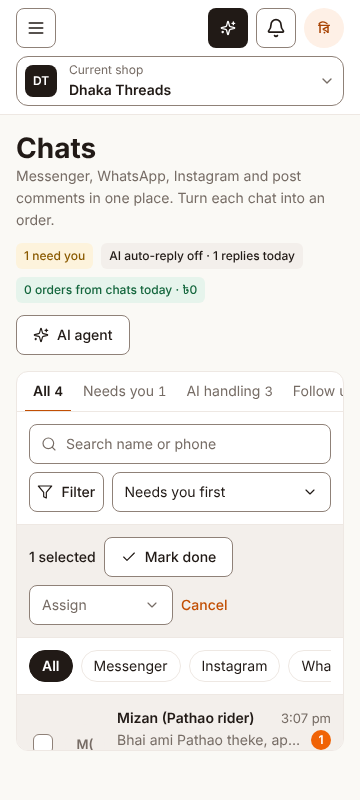 রি
DT
Current shop
Dhaka Threads
Chats
Messenger, WhatsApp, Instagram and post
comments in one place. Turn each chat into an
order.
1 need you
AI auto-reply off · 1 replies today
0 orders from chats today · ৳0
AI agent
All 4
Needs you 1
AI handling 3
Follow u
Search name or phone
Filter
Needs you first
1 selected
Mark done
Assign
Cancel
All
Messenger
Instagram
Wha
Mizan (Pathao rider)
3:07 pm
M(
Bhai ami Pathao theke, ap...
1